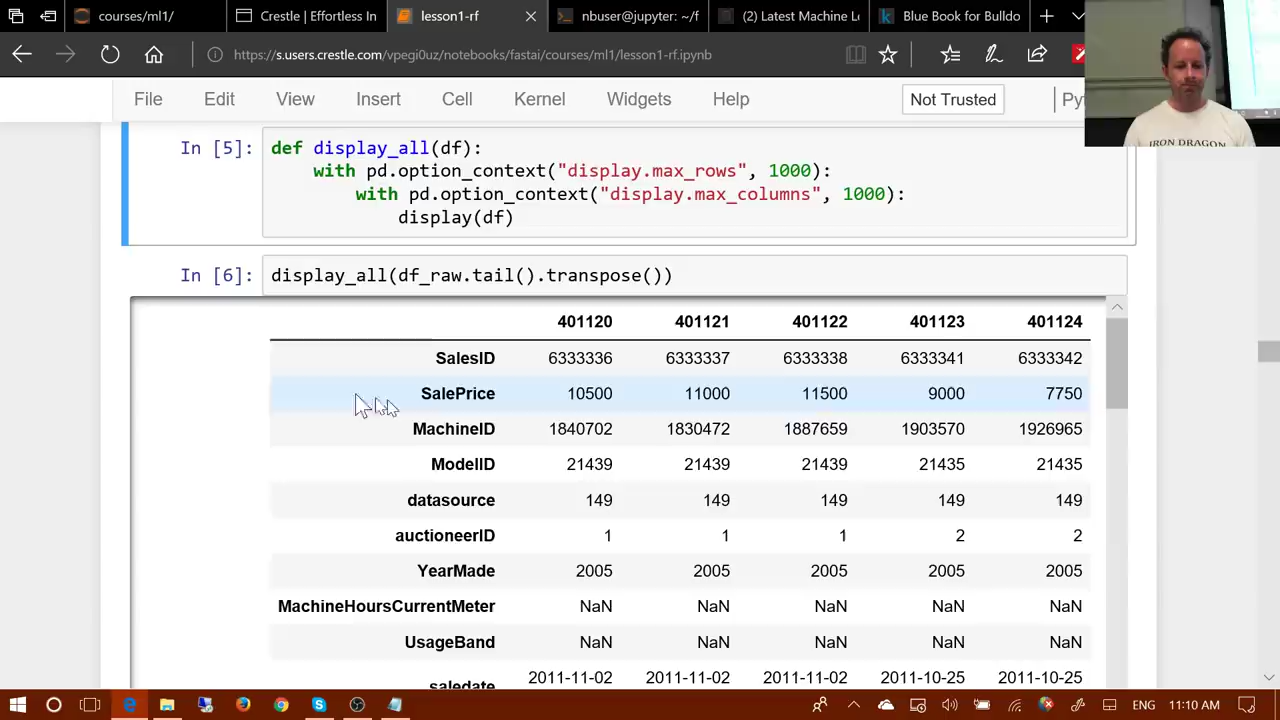 courses/ml1/
Crestle | Effortless In
lesson1-rf
nbuser@jupyter: ~/f
(2) Latest Machine Le
Blue Book for Bulldo
https://s.users.crestle.com/vpegi0uz/notebooks/fastai/courses/ml1/lesson1-rf.ipynb
File Edit View Insert Cell Kernel Widgets Help
Not Trusted
Py
IRON DRAGON
In [5]: def display_all(df):
with pd.option_context("display.max_rows", 1000):
with pd.option_context("display.max_columns", 1000):
display(df)
In [6]: display_all(df_raw.tail().transpose())
401120 401121 401122 401123 401124
SalesID 6333336 6333337 6333338 6333341 6333342
SalePrice 10500 11000 11500 9000 7750
MachineID 1840702 1830472 1887659 1903570 1926965
ModelID 21439 21439 21439 21435 21435
datasource 149 149 149 149 149
auctioneerID 1 1 1 2 2
YearMade 2005 2005 2005 2005 2005
MachineHoursCurrentMeter NaN NaN NaN NaN NaN
UsageBand NaN NaN NaN NaN NaN
saledate 2011-11-02 2011-11-02 2011-11-02 2011-10-25 2011-10-25
ENG 11:10 AM